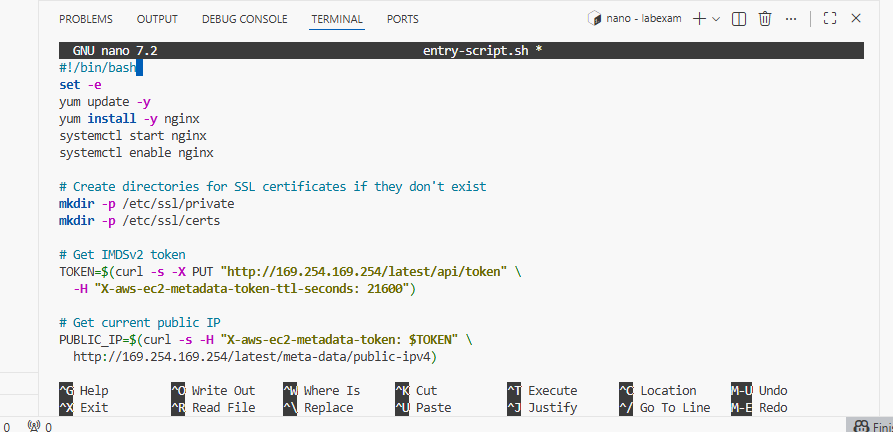 PROBLEMS OUTPUT DEBUG CONSOLE TERMINAL PORTS nano - labexam
GNU nano 7.2 entry-script.sh *
#!/bin/bash
set -e
yum update -y
yum install -y nginx
systemctl start nginx
systemctl enable nginx
# Create directories for SSL certificates if they don't exist
mkdir -p /etc/ssl/private
mkdir -p /etc/ssl/certs
# Get IMDSv2 token
TOKEN=$(curl -s -X PUT "http://169.254.169.254/latest/api/token" \
-H "X-aws-ec2-metadata-token-ttl-seconds: 21600")
# Get current public IP
PUBLIC_IP=$(curl -s -H "X-aws-ec2-metadata-token: $TOKEN" \
http://169.254.169.254/latest/meta-data/public-ipv4)
^G Help ^O Write Out ^W Where Is ^K Cut ^T Execute ^C Location M-U Undo
^X Exit ^R Read File ^\ Replace ^U Paste ^J Justify ^/ Go To Line M-E Redo
0 0